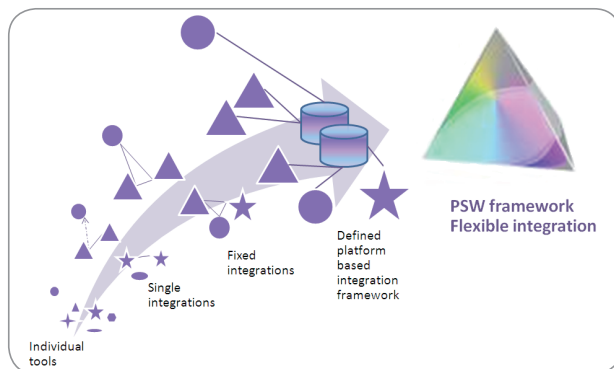 PSW framework
Flexible integration
Defined
platform
based
integration
framework
Fixed
integrations
Single
integrations
Individual
tools